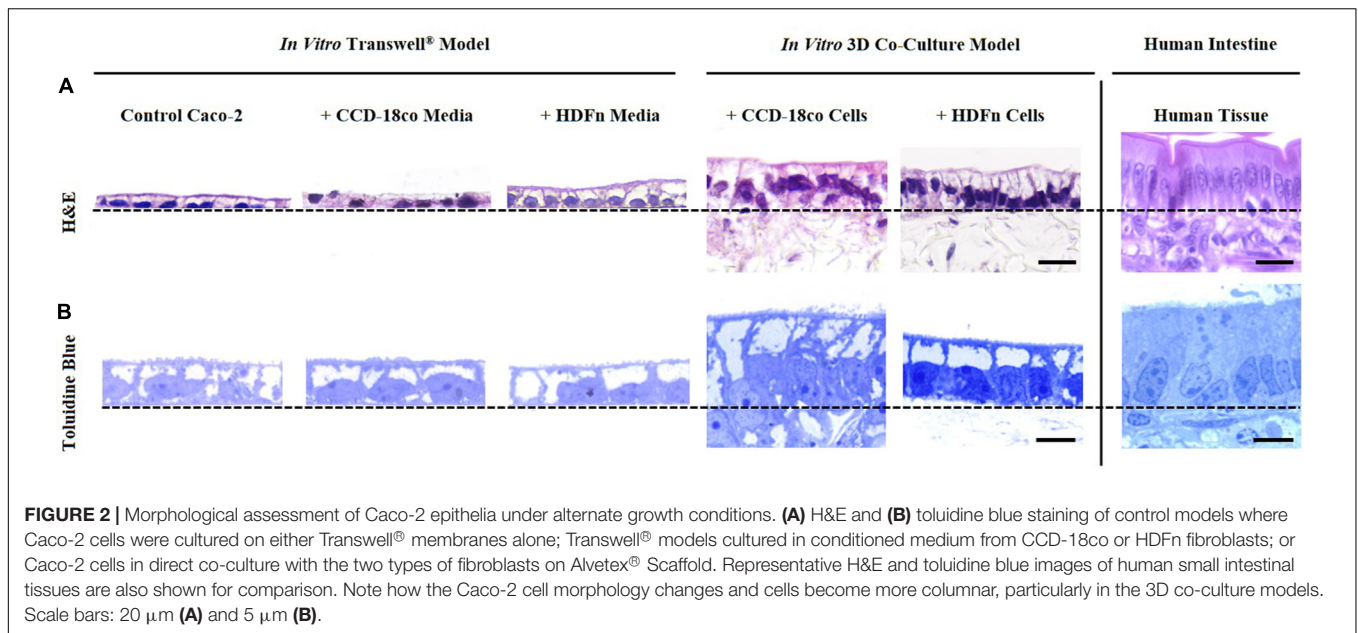 In Vitro Transwell® Model
In Vitro 3D Co-Culture Model
Human Intestine
A
Control Caco-2
+ CCD-18co Media
+ HDFn Media
+ CCD-18co Cells
+ HDFn Cells
Human Tissue
H&E
B
Toluidine Blue
FIGURE 2 | Morphological assessment of Caco-2 epithelia under alternate growth conditions. (A) H&E and (B) toluidine blue staining of control models where
Caco-2 cells were cultured on either Transwell® membranes alone; Transwell® models cultured in conditioned medium from CCD-18co or HDFn fibroblasts; or
Caco-2 cells in direct co-culture with the two types of fibroblasts on Alvetex® Scaffold. Representative H&E and toluidine blue images of human small intestinal
tissues are also shown for comparison. Note how the Caco-2 cell morphology changes and cells become more columnar, particularly in the 3D co-culture models.
Scale bars: 20 μm (A) and 5 μm (B).